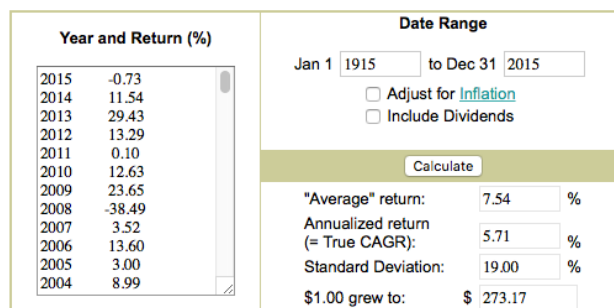 Year and Return (%)
2015 -0.73
2014 11.54
2013 29.43
2012 13.29
2011 0.10
2010 12.63
2009 23.65
2008 -38.49
2007 3.52
2006 13.60
2005 3.00
2004 8.99
Date Range
Jan 1 1915 to Dec 31 2015
Adjust for Inflation
Include Dividends
Calculate
"Average" return: 7.54 %
Annualized return
(= True CAGR): 5.71 %
Standard Deviation: 19.00 %
$1.00 grew to: $ 273.17